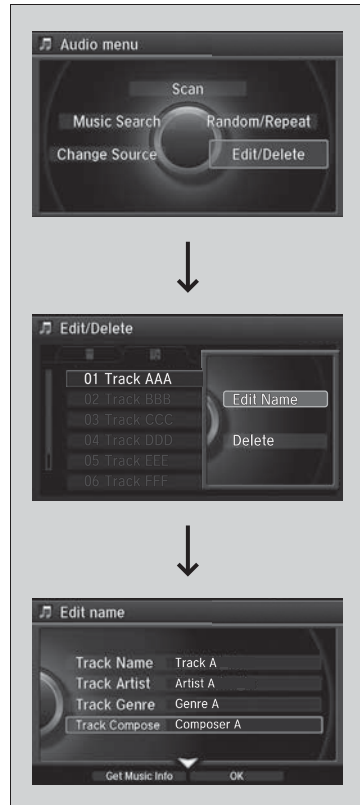 Audio menu
Scan
Music Search Random/Repeat
Change Source Edit/Delete
Edit/Delete
01 Track AAA
02 Track BBB
Edit Name
03 Track CCC
04 Track DDD
Delete
05 Track EEE
06 Track FFF
Edit name
Track Name Track A _
Track Artist Artist A
Track Genre Genre A
Track Compose Composer A
Get Music Info OK